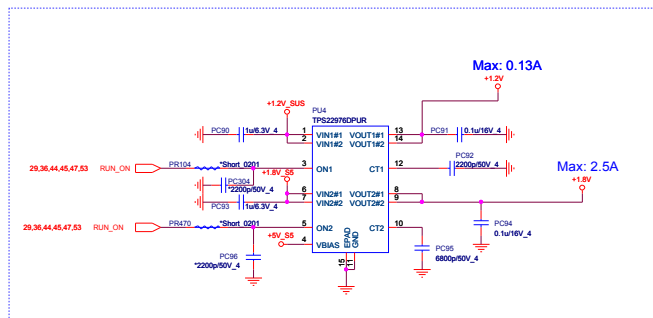 Max: 0.13A
+1.2V
+1.2V_SUS
PU4
TPS22976DPUR
PC90
1u/6.3V_4
1
2
VIN1#1
VIN1#2
VOUT1#1
VOUT1#2
13
14
PC91
0.1u/16V_4
29,36,44,45,47,53
RUN_ON
PR104
*Short_0201
3
ON1
CT1
12
PC92
2200p/50V_4
Max: 2.5A
+1.8V
PC304
*2200p/50V_4
+1.8V_S5
PC93
1u/6.3V_4
6
7
VIN2#1
VIN2#2
VOUT2#1
VOUT2#2
8
9
PC94
0.1u/16V_4
29,36,44,45,47,53
RUN_ON
PR470
*Short_0201
5
ON2
CT2
10
+5V_S5
4
VBIAS
EPAD
GND
15
11
PC96
*2200p/50V_4
PC95
6800p/50V_4